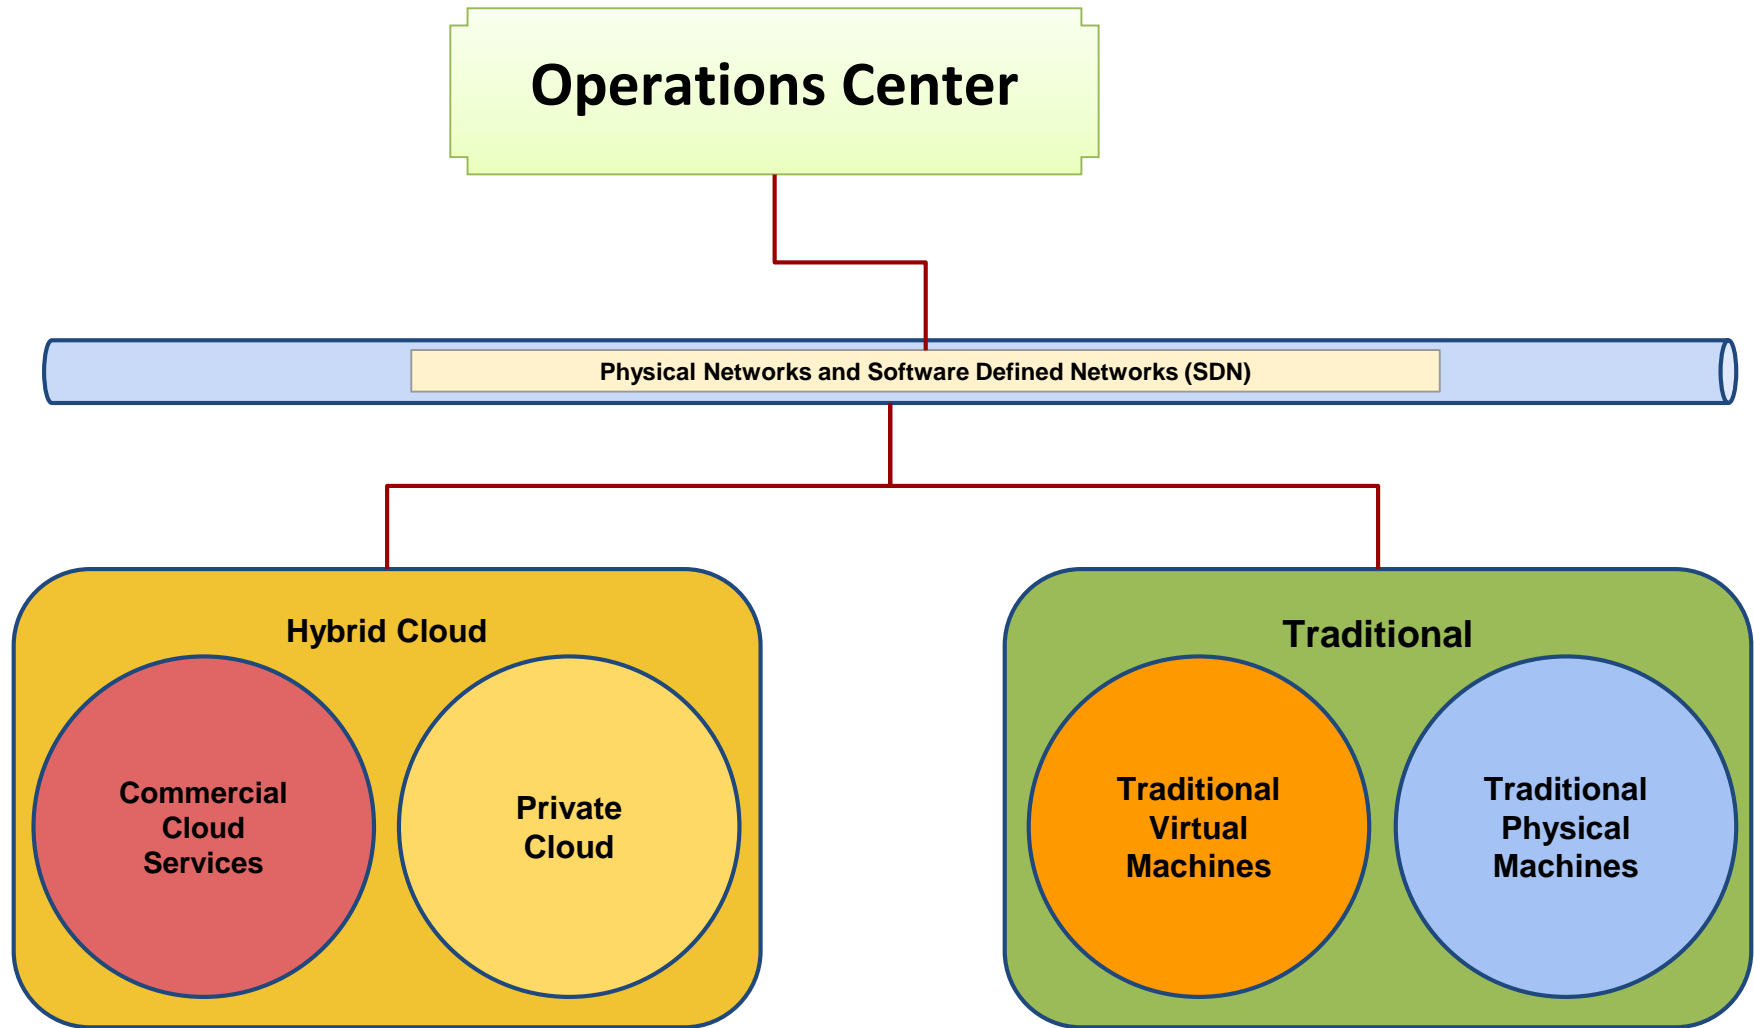 Operations Center
Physical Networks and Software Defined Networks (SDN)
Hybrid Cloud
Commercial
Cloud
Services
Private
Cloud
Traditional
Traditional
Virtual
Machines
Traditional
Physical
Machines